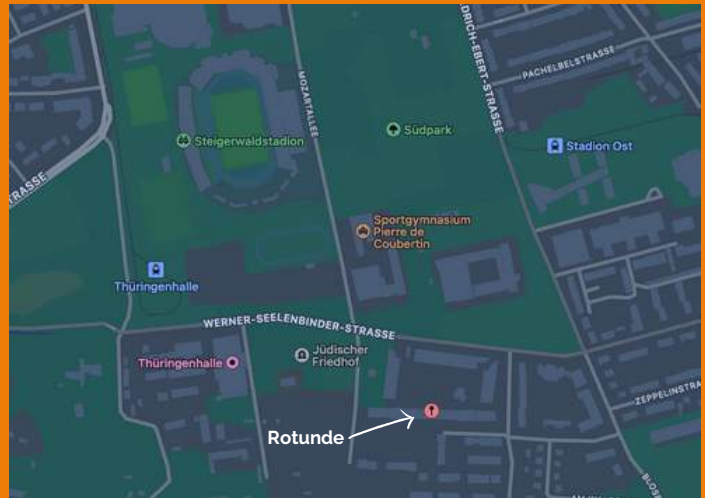 MOZARTALLEE
DRICH-EBERT-STRASSE
PACHELBELSTRASSE
Steigerwaldstadion
Südpark
Stadion Ost
STRASSE
Sportgymnasium
Pierre de
Coubertin
Thüringenhalle
WERNER-SEELENBINDER-STRASSE
Thüringenhalle
Jüdischer
Friedhof
ZEPPELINSTRA
Rotunde
BLOSE